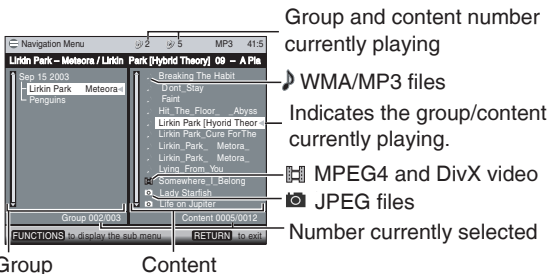 Group and content number
currently playing
Navigation Menu 2 5 MP3 41:5
Lirkin Park – Meteora / Lirkin Park [Hybrid Theory] 09 – A Pla
Sep 15 2003
Lirkin Park Meteora
Penguins
Breaking The Habit
Dont_Stay
Faint
Hit_The_Floor_ _Abyss
Lirkin Park [Hyorid Theor
Lirkin Park_Cure ForThe
Lirkin_Park_ Metora_
Lirkin_Park_ Metora_
Lying_From_You
Somewhere_I_Belong
Lady Starfish
Life on Jupiter
Group 002/003 Content 0005/0012
FUNCTIONS to display the sub menu RETURN to exit
WMA/MP3 files
Indicates the group/content
currently playing.
MPEG4 and DivX video
JPEG files
Number currently selected
Group Content